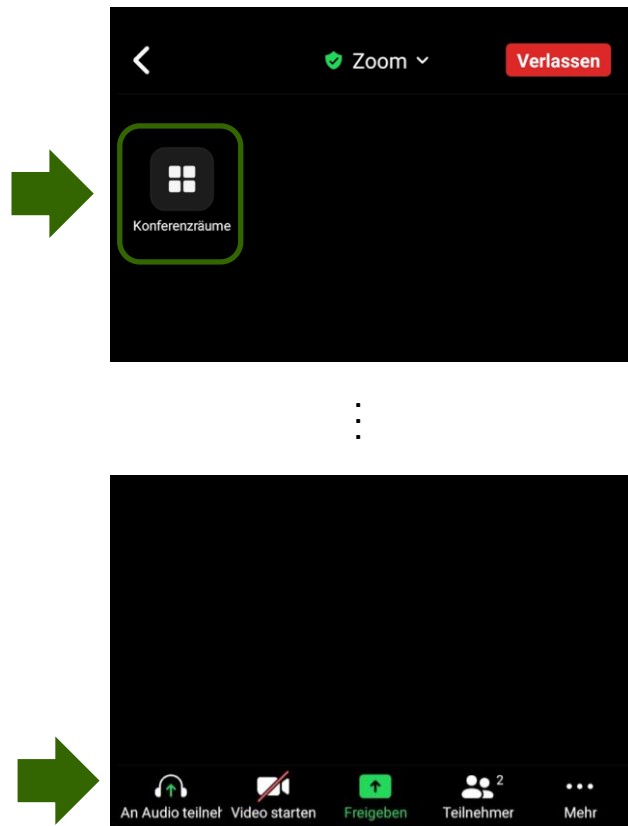 Zoom
Verlassen
Konferenzräume
2
An Audio teilneh
Video starten
Freigeben
Teilnehmer
Mehr